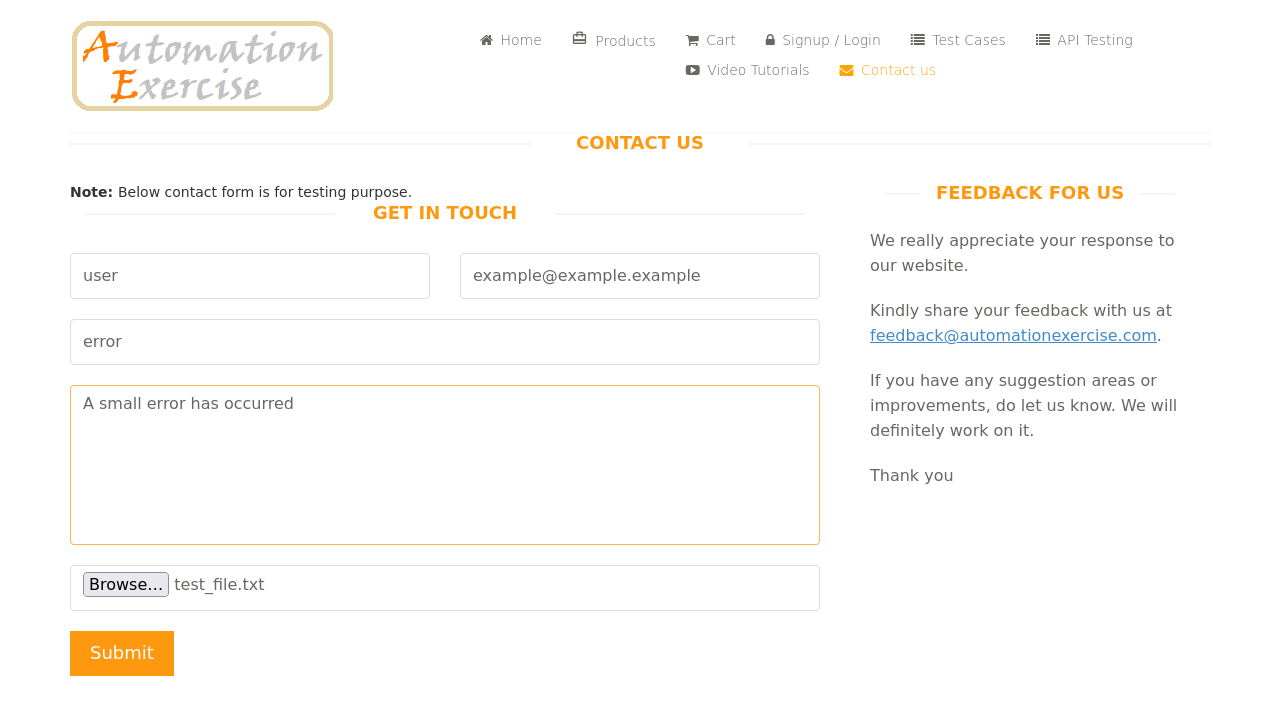 Automation
Exercise
Home
Products
Cart
Signup / Login
Test Cases
API Testing
Video Tutorials
Contact us
CONTACT US
Note: Below contact form is for testing purpose.
GET IN TOUCH
user
example@example.example
error
A small error has occurred
Browse... test_file.txt
Submit
FEEDBACK FOR US
We really appreciate your response to
our website.
Kindly share your feedback with us at
feedback@automationexercise.com.
If you have any suggestion areas or
improvements, do let us know. We will
definitely work on it.
Thank you